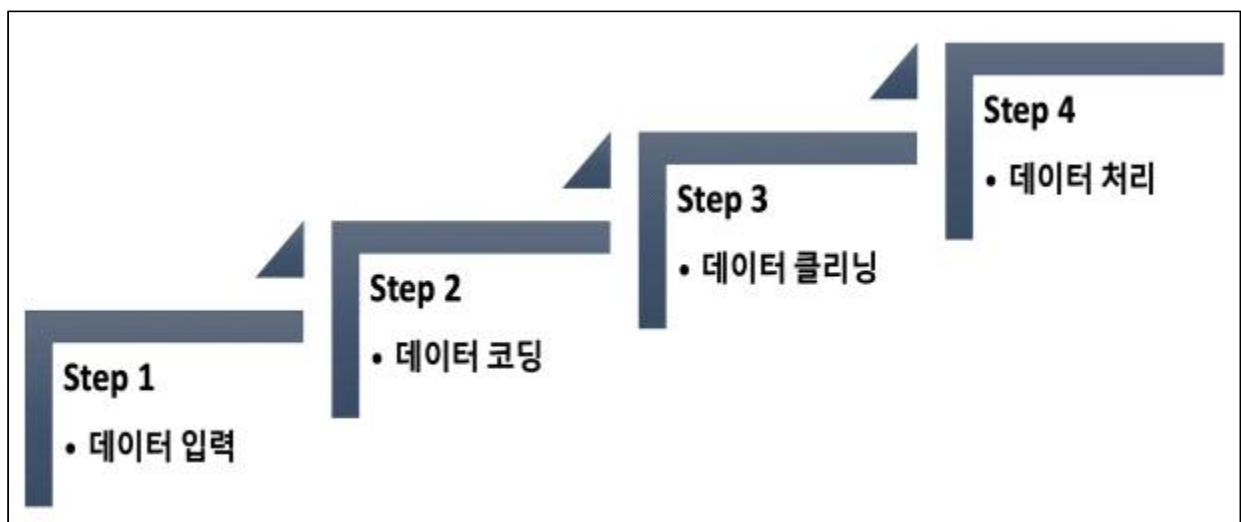 Step 1
• 데이터 입력
Step 2
• 데이터 코딩
Step 3
• 데이터 클리닝
Step 4
• 데이터 처리